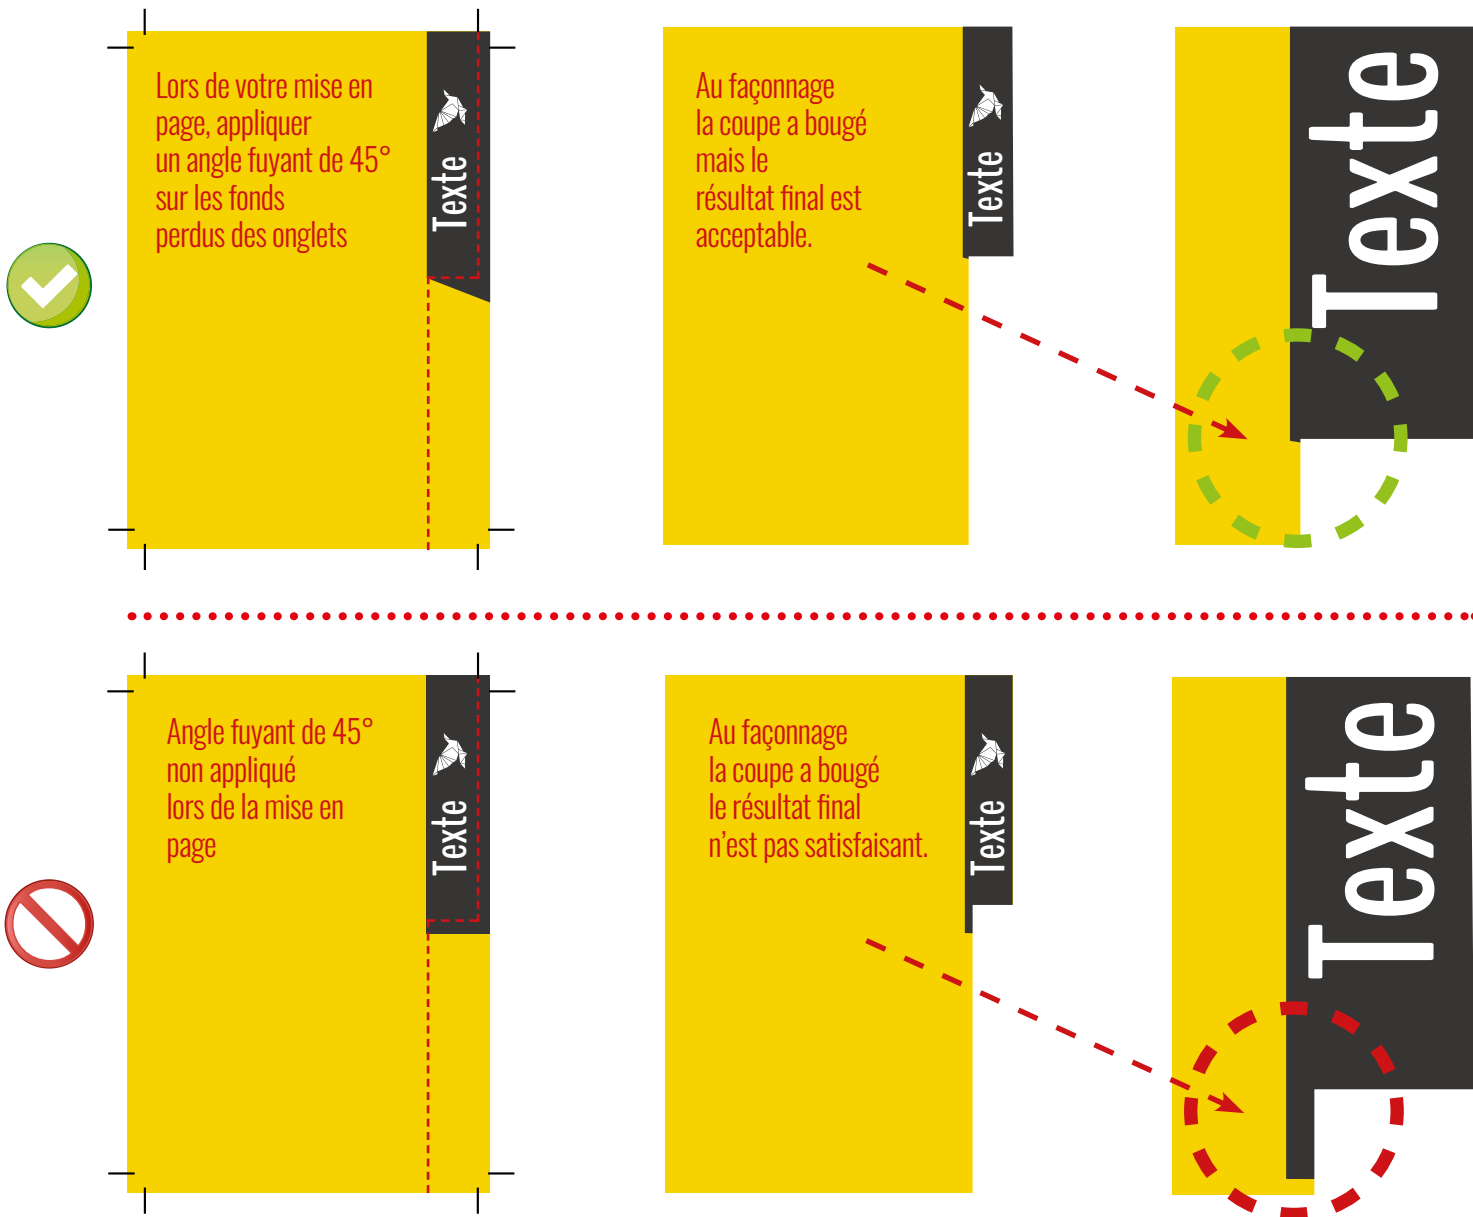 Lors de votre mise en
page, appliquer
un angle fuyant de 45°
sur les fonds
perdus des onglets
Texte
Au façonnage
la coupe a bougé
mais le
résultat final est
acceptable.
Texte
Texte
Angle fuyant de 45°
non appliqué
lors de la mise en
page
Texte
Au façonnage
la coupe a bougé
le résultat final
n’est pas satisfaisant.
Texte
Texte